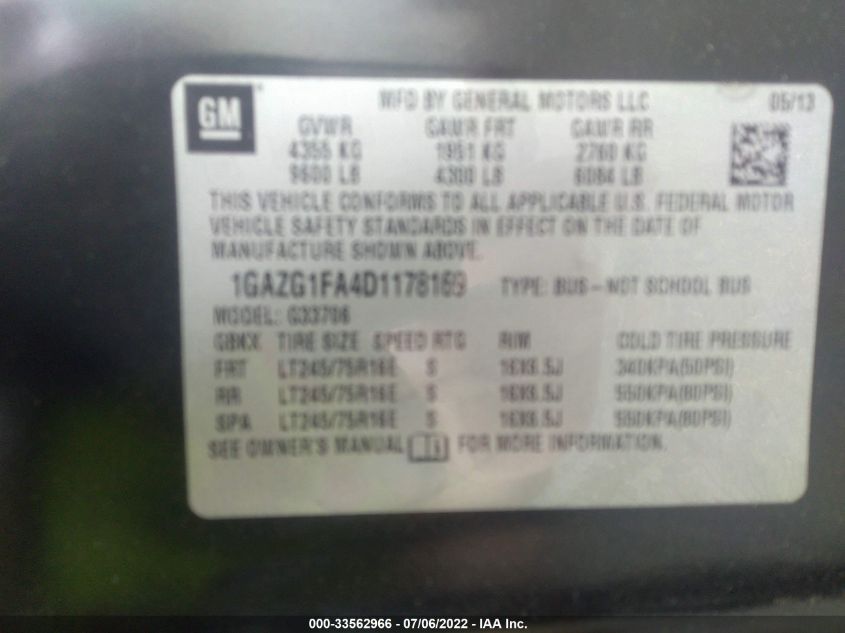 GM
MFD BY GENERAL MOTORS LLC 05/13
GVWR GAWR FRT GAWR RR
4355 KG 1951 KG 2760 KG
9600 LB 4300 LB 6084 LB
THIS VEHICLE CONFORMS TO ALL APPLICABLE U.S. FEDERAL MOTOR
VEHICLE SAFETY STANDARDS IN EFFECT ON THE DATE OF
MANUFACTURE SHOWN ABOVE.
1GAZG1FA4D1178169 TYPE: BUS-NOT SCHOOL BUS
MODEL: G33706
TIRE SIZE SPEED RTG RIM COLD TIRE PRESSURE
FRT LT245/75R16E S 16X6.5J 340KPA(50PSI)
RR LT245/75R16E S 16X6.5J 550KPA(80PSI)
SPA LT245/75R16E S 16X6.5J 550KPA(80PSI)
SEE OWNER'S MANUAL FOR MORE INFORMATION.
000-33562966 - 07/06/2022 - IAA Inc.